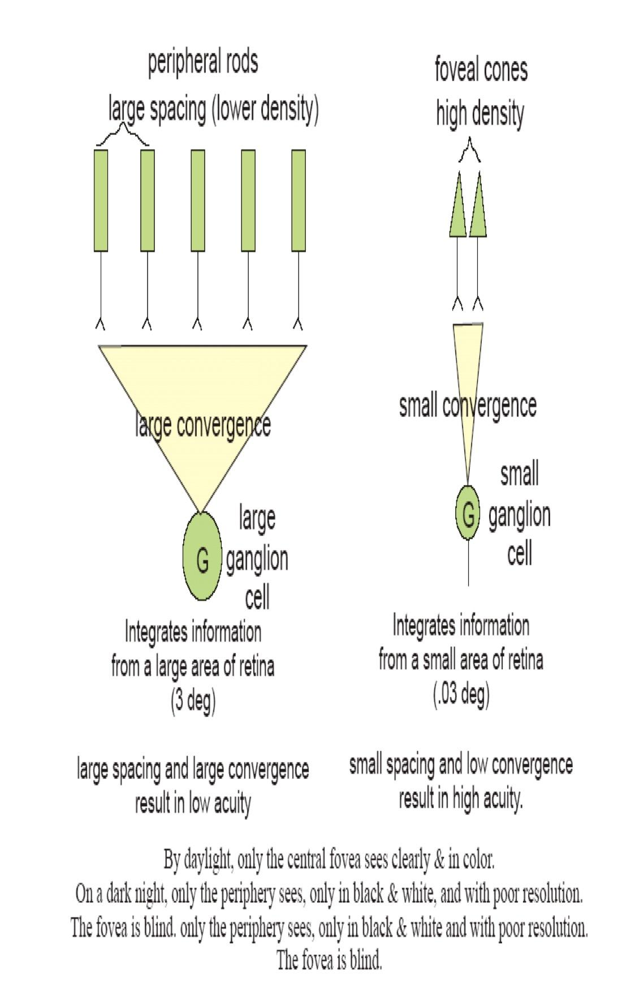 peripheral rods
large spacing (lower density)
large convergence
G
large
ganglion
cell
Integrates information
from a large area of retina
(3 deg)
large spacing and large convergence
result in low acuity
foveal cones
high density
small convergence
small
G
ganglion
cell
Integrates information
from a small area of retina
(.03 deg)
small spacing and low convergence
result in high acuity.
By daylight, only the central fovea sees clearly & in color.
On a dark night, only the periphery sees, only in black & white, and with poor resolution.
The fovea is blind. only the periphery sees, only in black & white and with poor resolution.
The fovea is blind.